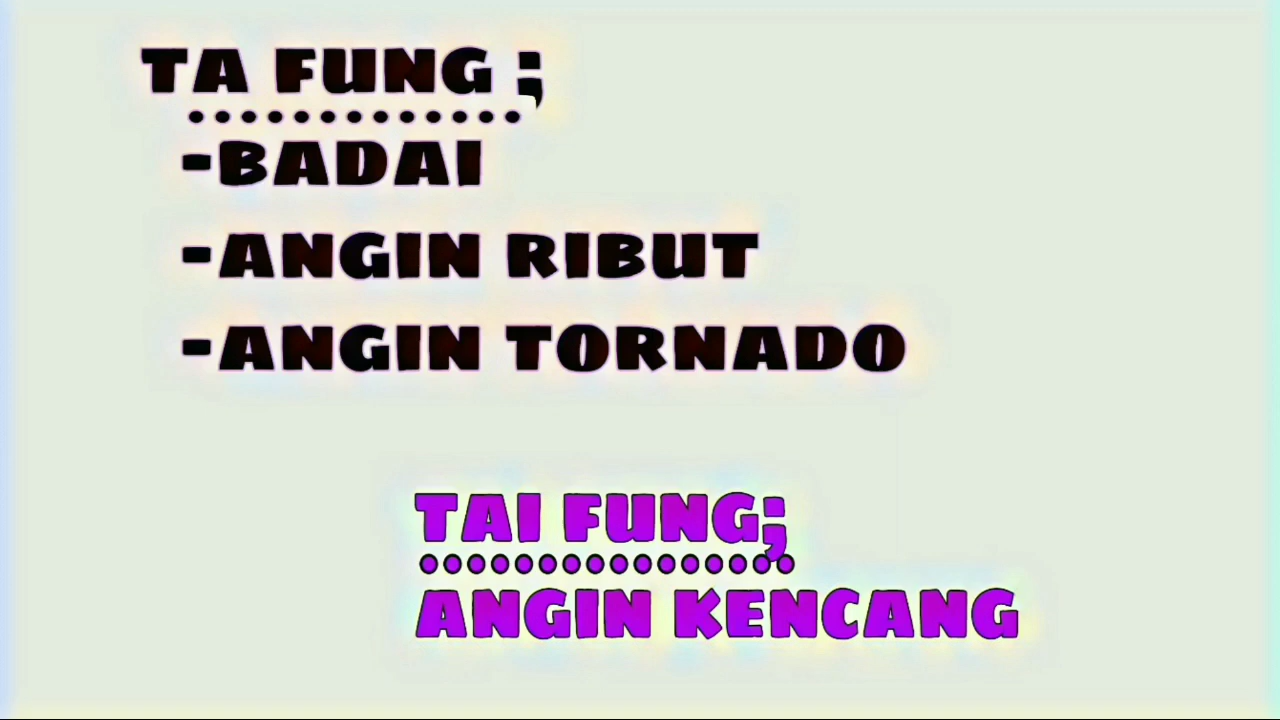 TA FUNG ;
-BADAI
-ANGIN RIBUT
-ANGIN TORNADO
TAI FUNG;
ANGIN KENCANG